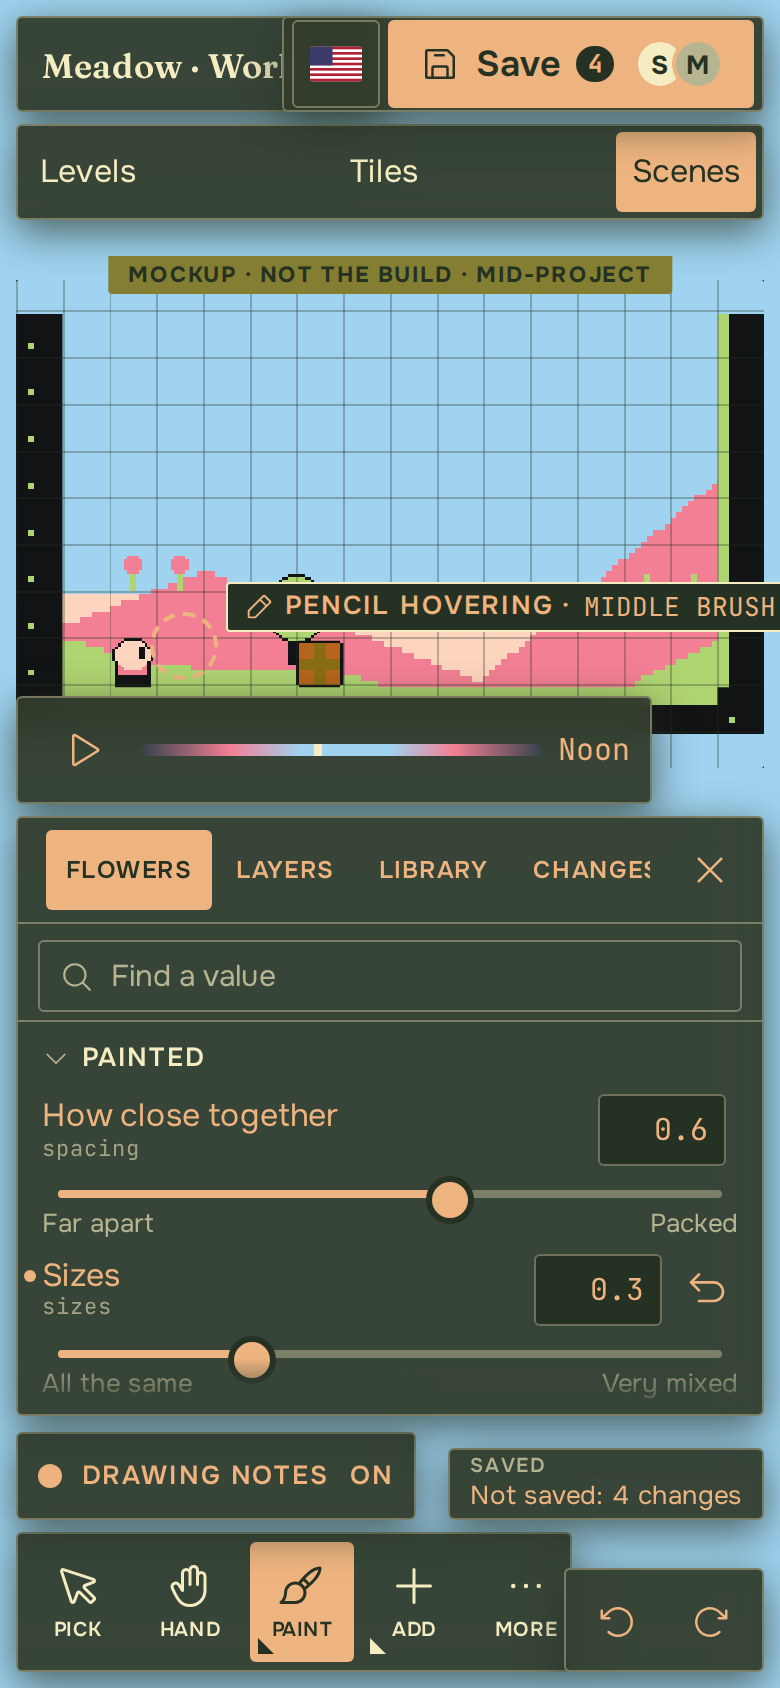 Meadow · Worl
Save 4 S M
Levels Tiles Scenes
MOCKUP · NOT THE BUILD · MID-PROJECT
PENCIL HOVERING · MIDDLE BRUSH
Noon
FLOWERS LAYERS LIBRARY CHANGES
Find a value
PAINTED
How close together 0.6
spacing
Far apart Packed
Sizes 0.3
sizes
All the same Very mixed
DRAWING NOTES ON
SAVED
Not saved: 4 changes
PICK HAND PAINT ADD MORE